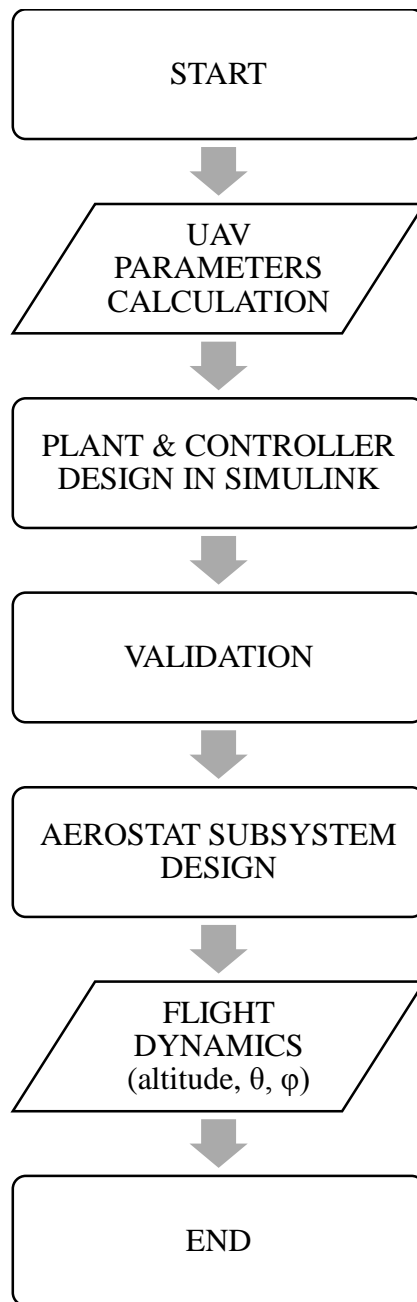 START
UAV
PARAMETERS
CALCULATION
PLANT & CONTROLLER
DESIGN IN SIMULINK
VALIDATION
AEROSTAT SUBSYSTEM
DESIGN
FLIGHT
DYNAMICS
(altitude, θ, φ)
END